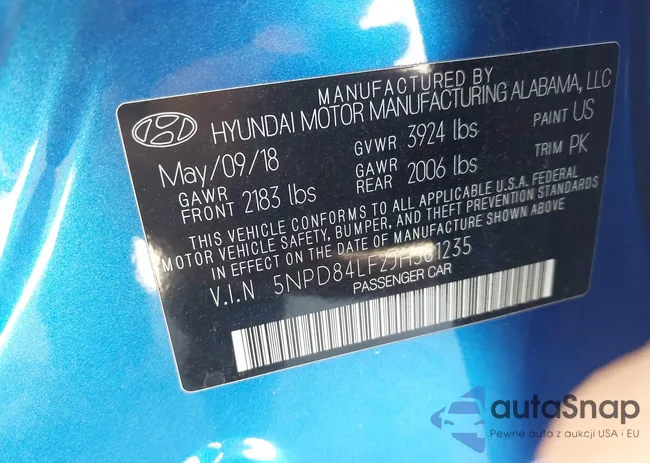 MANUFACTURED BY
HYUNDAI MOTOR MANUFACTURING ALABAMA, LLC
May/09/18 GVWR 3924 lbs PAINT US
GAWR FRONT 2183 lbs GAWR REAR 2006 lbs TRIM PK
THIS VEHICLE CONFORMS TO ALL APPLICABLE U.S.A. FEDERAL
MOTOR VEHICLE SAFETY, BUMPER, AND THEFT PREVENTION STANDARDS
IN EFFECT ON THE DATE OF MANUFACTURE SHOWN ABOVE
V.I.N
PASSENGER CAR
autaSnap
Pewne auta z aukcji USA i EU